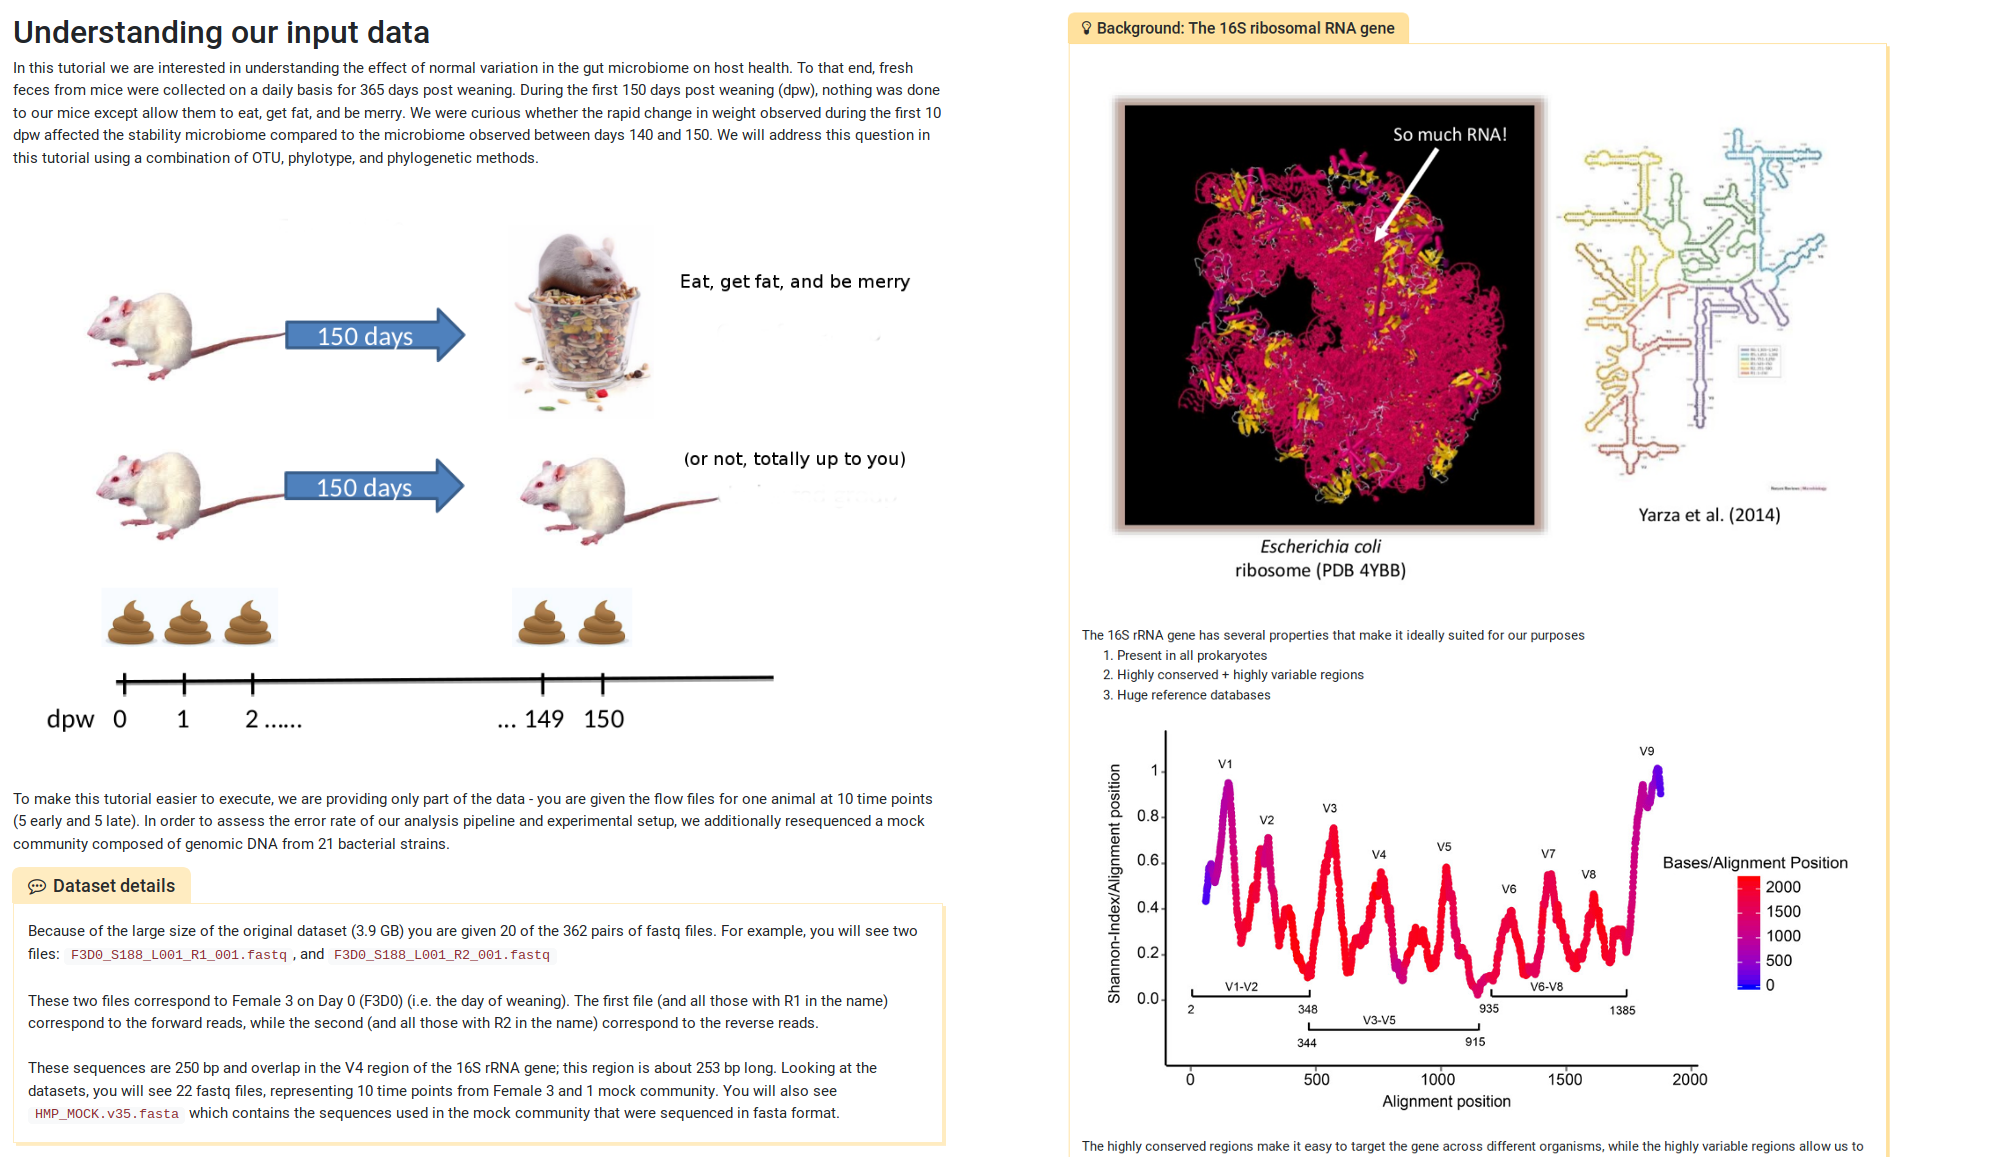 Understanding our input data
In this tutorial we are interested in understanding the effect of normal variation in the gut microbiome on host health. To that end, fresh
feces from mice were collected on a daily basis for 365 days post weaning. During the first 150 days post weaning (dpw), nothing was done
to our mice except allow them to eat, get fat, and be merry. We were curious whether the rapid change in weight observed during the first 10
dpw affected the stability microbiome compared to the microbiome observed between days 140 and 150. We will address this question in
this tutorial using a combination of OTU, phylotype, and phylogenetic methods.
150 days
Eat, get fat, and be merry
150 days
(or not, totally up to you)
dpw 0 1 2 ...... ... 149 150
To make this tutorial easier to execute, we are providing only part of the data - you are given the flow files for one animal at 10 time points
(5 early and 5 late). In order to assess the error rate of our analysis pipeline and experimental setup, we additionally resequenced a mock
community composed of genomic DNA from 21 bacterial strains.
Dataset details
Because of the large size of the original dataset (3.9 GB) you are given 20 of the 362 pairs of fastq files. For example, you will see two
files: F3D0_S188_L001_R1_001.fastq , and F3D0_S188_L001_R2_001.fastq
These two files correspond to Female 3 on Day 0 (F3D0) (i.e. the day of weaning). The first file (and all those with R1 in the name)
correspond to the forward reads, while the second (and all those with R2 in the name) correspond to the reverse reads.
These sequences are 250 bp and overlap in the V4 region of the 16S rRNA gene; this region is about 253 bp long. Looking at the
datasets, you will see 22 fastq files, representing 10 time points from Female 3 and 1 mock community. You will also see
HMP_MOCK.v35.fasta which contains the sequences used in the mock community that were sequenced in fasta format.
Background: The 16S ribosomal RNA gene
So much RNA!
Nature Reviews | Microbiology
Yarza et al. (2014)
Escherichia coli
ribosome (PDB 4YBB)
The 16S rRNA gene has several properties that make it ideally suited for our purposes
1. Present in all prokaryotes
2. Highly conserved + highly variable regions
3. Huge reference databases
Shannon-Index/Alignment position
1
0.8
0.6
0.4
0.2
0.0
V1
V2
V3
V4
V5
V6
V7
V8
V9
V1-V2
2 348
V3-V5
344 915
V6-V8
935 1385
0 500 1000 1500 2000
Alignment position
Bases/Alignment Position
2000
1500
1000
500
0
The highly conserved regions make it easy to target the gene across different organisms, while the highly variable regions allow us to